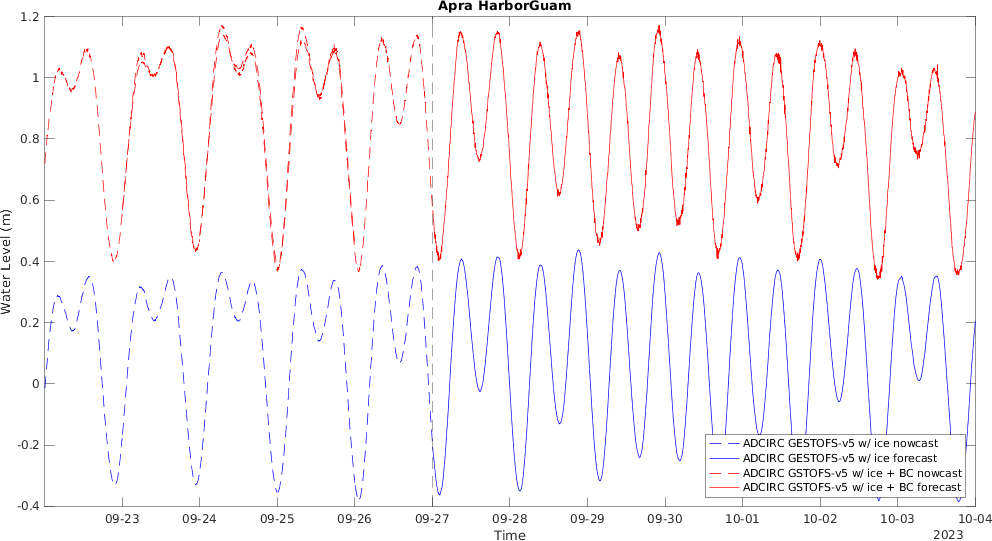 Apra HarborGuam
Water Level (m)
1.2
1
0.8
0.6
0.4
0.2
0
-0.2
-0.4
ADCIRC GESTOFS-v5 w/ ice nowcast
ADCIRC GESTOFS-v5 w/ ice forecast
ADCIRC GSTOFS-v5 w/ ice + BC nowcast
ADCIRC GSTOFS-v5 w/ ice + BC forecast
09-23 09-24 09-25 09-26 09-27 09-28 09-29 09-30 10-01 10-02 10-03 10-04
2023
Time